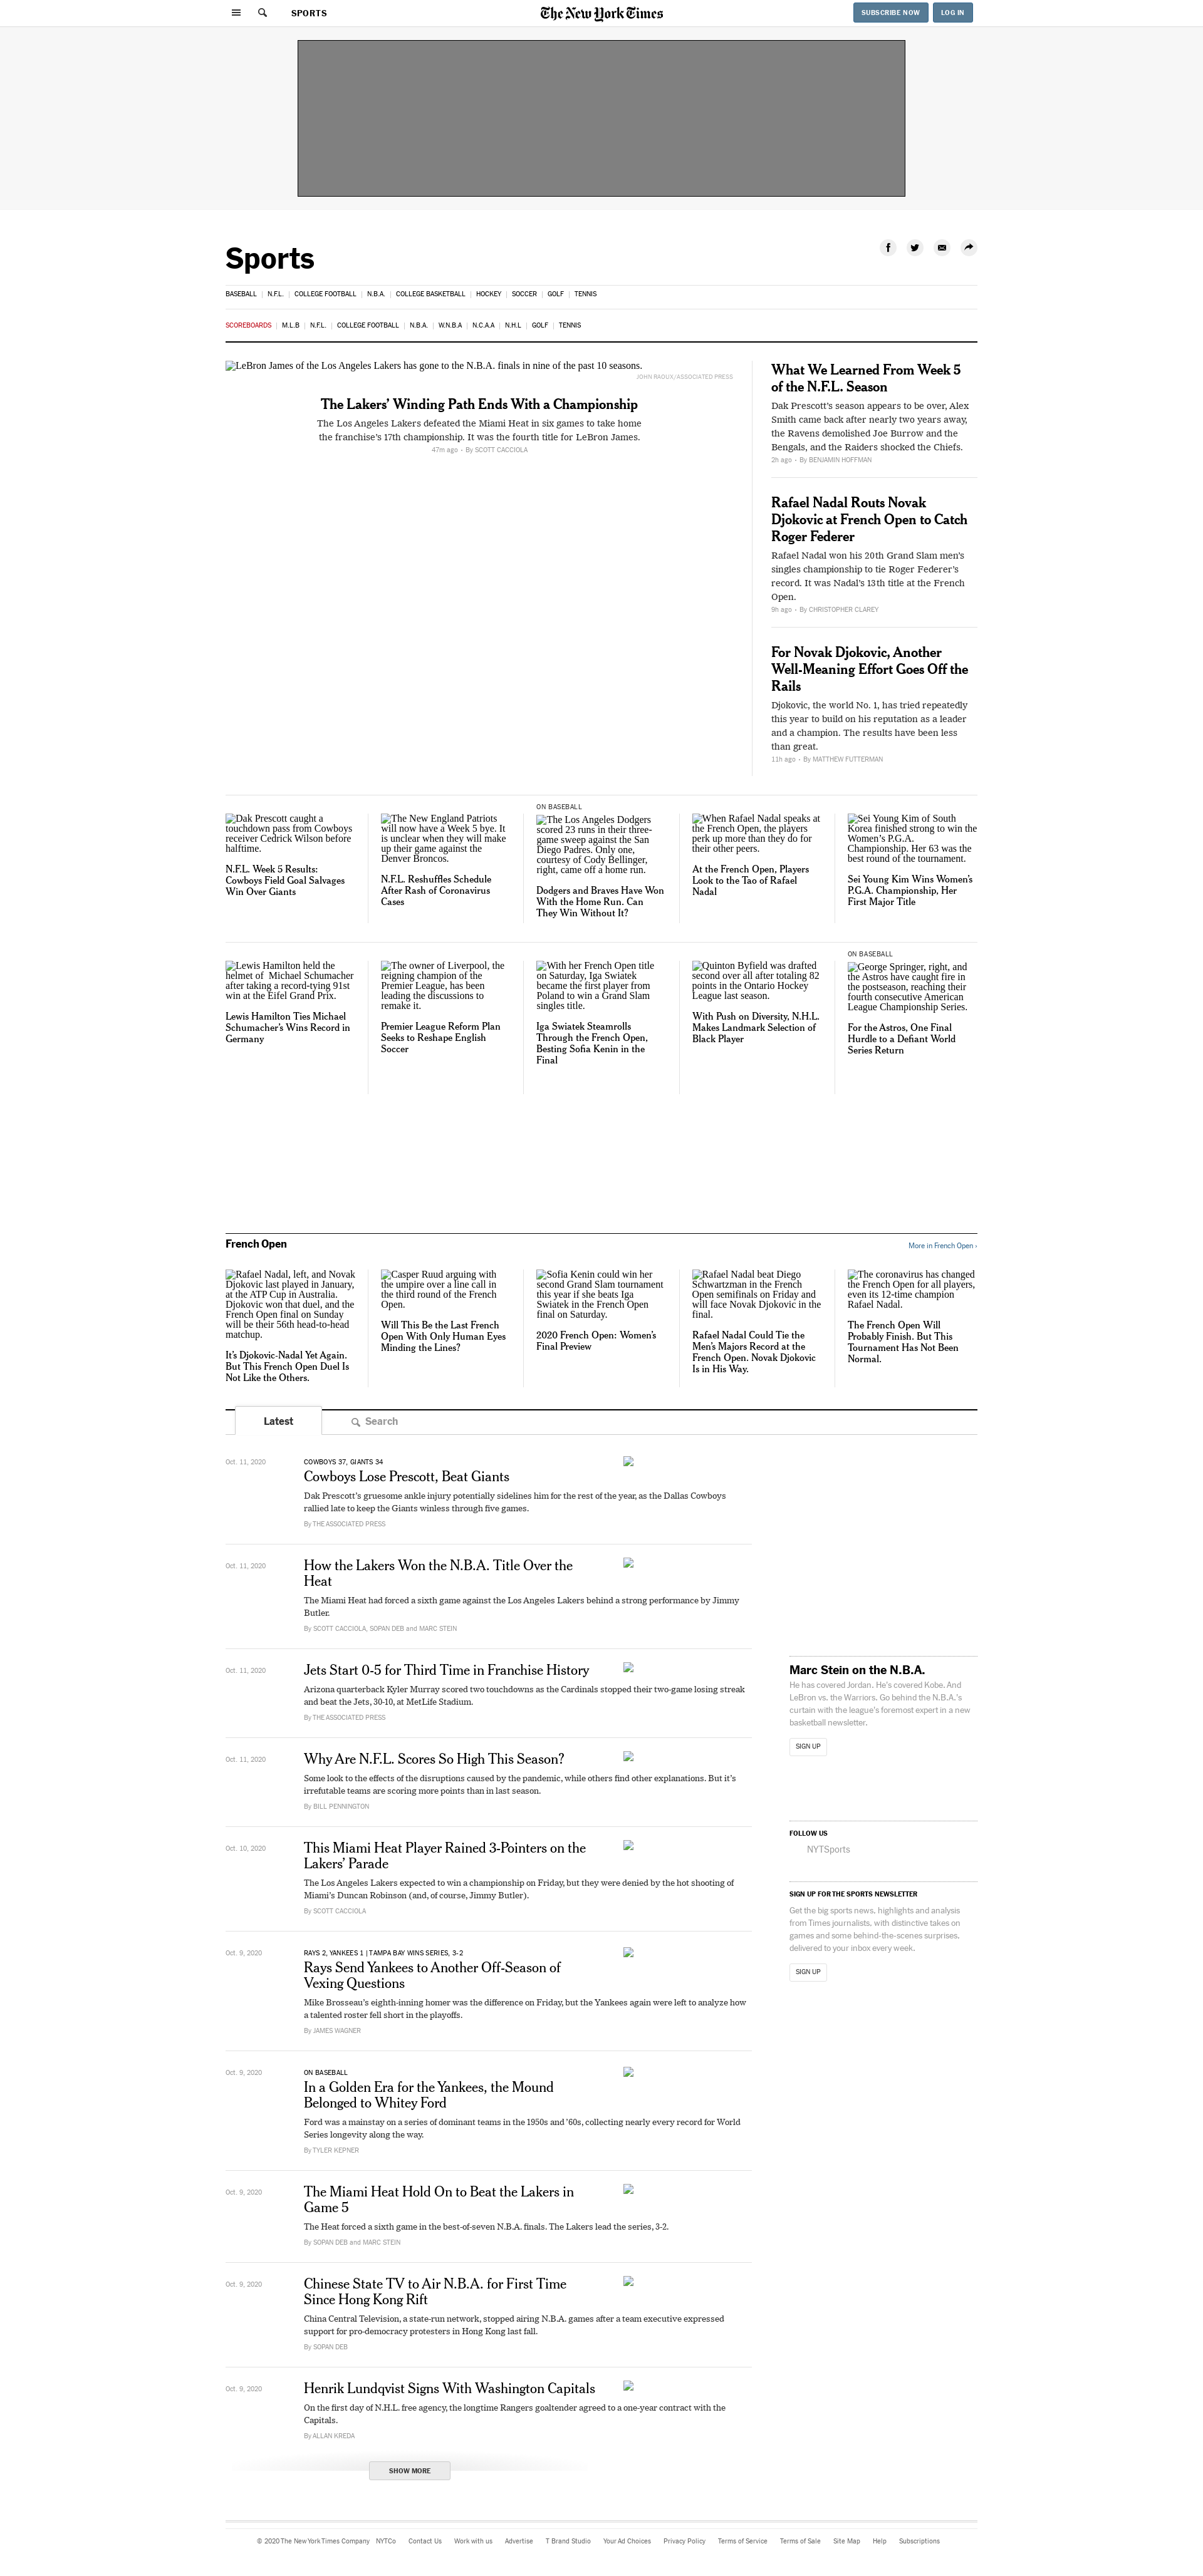 SPORTS
The New York Times
SUBSCRIBE NOW
LOG IN
Sports
BASEBALL | N.F.L. | COLLEGE FOOTBALL | N.B.A. | COLLEGE BASKETBALL | HOCKEY | SOCCER | GOLF | TENNIS
SCOREBOARDS | M.L.B | N.F.L. | COLLEGE FOOTBALL | N.B.A. | W.N.B.A | N.C.A.A | N.H.L | GOLF | TENNIS
LeBron James of the Los Angeles Lakers has gone to the N.B.A. finals in nine of the past 10 seasons.
JOHN RAOUX/ASSOCIATED PRESS
The Lakers’ Winding Path Ends With a Championship
The Los Angeles Lakers defeated the Miami Heat in six games to take home
the franchise’s 17th championship. It was the fourth title for LeBron James.
47m ago · By SCOTT CACCIOLA
What We Learned From Week 5
of the N.F.L. Season
Dak Prescott’s season appears to be over, Alex
Smith came back after nearly two years away,
the Ravens demolished Joe Burrow and the
Bengals, and the Raiders shocked the Chiefs.
2h ago · By BENJAMIN HOFFMAN
Rafael Nadal Routs Novak
Djokovic at French Open to Catch
Roger Federer
Rafael Nadal won his 20th Grand Slam men’s
singles championship to tie Roger Federer’s
record. It was Nadal’s 13th title at the French
Open.
9h ago · By CHRISTOPHER CLAREY
For Novak Djokovic, Another
Well-Meaning Effort Goes Off the
Rails
Djokovic, the world No. 1, has tried repeatedly
this year to build on his reputation as a leader
and a champion. The results have been less
than great.
11h ago · By MATTHEW FUTTERMAN
Dak Prescott caught a
touchdown pass from Cowboys
receiver Cedrick Wilson before
halftime.
N.F.L. Week 5 Results:
Cowboys Field Goal Salvages
Win Over Giants
The New England Patriots
will now have a Week 5 bye. It
is unclear when they will make
up their game against the
Denver Broncos.
N.F.L. Reshuffles Schedule
After Rash of Coronavirus
Cases
ON BASEBALL
The Los Angeles Dodgers
scored 23 runs in their three-
game sweep against the San
Diego Padres. Only one,
courtesy of Cody Bellinger,
right, came off a home run.
Dodgers and Braves Have Won
With the Home Run. Can
They Win Without It?
When Rafael Nadal speaks at
the French Open, the players
perk up more than they do for
their other peers.
At the French Open, Players
Look to the Tao of Rafael
Nadal
Sei Young Kim of South
Korea finished strong to win the
Women’s P.G.A.
Championship. Her 63 was the
best round of the tournament.
Sei Young Kim Wins Women’s
P.G.A. Championship, Her
First Major Title
Lewis Hamilton held the
helmet of Michael Schumacher
after taking a record-tying 91st
win at the Eifel Grand Prix.
Lewis Hamilton Ties Michael
Schumacher’s Wins Record in
Germany
The owner of Liverpool, the
reigning champion of the
Premier League, has been
leading the discussions to
remake it.
Premier League Reform Plan
Seeks to Reshape English
Soccer
With her French Open title
on Saturday, Iga Swiatek
became the first player from
Poland to win a Grand Slam
singles title.
Iga Swiatek Steamrolls
Through the French Open,
Besting Sofia Kenin in the
Final
Quinton Byfield was drafted
second over all after totaling 82
points in the Ontario Hockey
League last season.
With Push on Diversity, N.H.L.
Makes Landmark Selection of
Black Player
ON BASEBALL
George Springer, right, and
the Astros have caught fire in
the postseason, reaching their
fourth consecutive American
League Championship Series.
For the Astros, One Final
Hurdle to a Defiant World
Series Return
French Open
More in French Open ›
Rafael Nadal, left, and Novak
Djokovic last played in January,
at the ATP Cup in Australia.
Djokovic won that duel, and the
French Open final on Sunday
will be their 56th head-to-head
matchup.
It’s Djokovic-Nadal Yet Again.
But This French Open Duel Is
Not Like the Others.
Casper Ruud arguing with
the umpire over a line call in
the third round of the French
Open.
Will This Be the Last French
Open With Only Human Eyes
Minding the Lines?
Sofia Kenin could win her
second Grand Slam tournament
this year if she beats Iga
Swiatek in the French Open
final on Saturday.
2020 French Open: Women’s
Final Preview
Rafael Nadal beat Diego
Schwartzman in the French
Open semifinals on Friday and
will face Novak Djokovic in the
final.
Rafael Nadal Could Tie the
Men’s Majors Record at the
French Open. Novak Djokovic
Is in His Way.
The coronavirus has changed
the French Open for all players,
even its 12-time champion
Rafael Nadal.
The French Open Will
Probably Finish. But This
Tournament Has Not Been
Normal.
Latest
Search
Oct. 11, 2020
COWBOYS 37, GIANTS 34
Cowboys Lose Prescott, Beat Giants
Dak Prescott’s gruesome ankle injury potentially sidelines him for the rest of the year, as the Dallas Cowboys
rallied late to keep the Giants winless through five games.
By THE ASSOCIATED PRESS
Oct. 11, 2020
How the Lakers Won the N.B.A. Title Over the
Heat
The Miami Heat had forced a sixth game against the Los Angeles Lakers behind a strong performance by Jimmy
Butler.
By SCOTT CACCIOLA, SOPAN DEB and MARC STEIN
Oct. 11, 2020
Jets Start 0-5 for Third Time in Franchise History
Arizona quarterback Kyler Murray scored two touchdowns as the Cardinals stopped their two-game losing streak
and beat the Jets, 30-10, at MetLife Stadium.
By THE ASSOCIATED PRESS
Oct. 11, 2020
Why Are N.F.L. Scores So High This Season?
Some look to the effects of the disruptions caused by the pandemic, while others find other explanations. But it’s
irrefutable teams are scoring more points than in last season.
By BILL PENNINGTON
Oct. 10, 2020
This Miami Heat Player Rained 3-Pointers on the
Lakers’ Parade
The Los Angeles Lakers expected to win a championship on Friday, but they were denied by the hot shooting of
Miami’s Duncan Robinson (and, of course, Jimmy Butler).
By SCOTT CACCIOLA
Oct. 9, 2020
RAYS 2, YANKEES 1 | TAMPA BAY WINS SERIES, 3-2
Rays Send Yankees to Another Off-Season of
Vexing Questions
Mike Brosseau’s eighth-inning homer was the difference on Friday, but the Yankees again were left to analyze how
a talented roster fell short in the playoffs.
By JAMES WAGNER
Oct. 9, 2020
ON BASEBALL
In a Golden Era for the Yankees, the Mound
Belonged to Whitey Ford
Ford was a mainstay on a series of dominant teams in the 1950s and ’60s, collecting nearly every record for World
Series longevity along the way.
By TYLER KEPNER
Oct. 9, 2020
The Miami Heat Hold On to Beat the Lakers in
Game 5
The Heat forced a sixth game in the best-of-seven N.B.A. finals. The Lakers lead the series, 3-2.
By SOPAN DEB and MARC STEIN
Oct. 9, 2020
Chinese State TV to Air N.B.A. for First Time
Since Hong Kong Rift
China Central Television, a state-run network, stopped airing N.B.A. games after a team executive expressed
support for pro-democracy protesters in Hong Kong last fall.
By SOPAN DEB
Oct. 9, 2020
Henrik Lundqvist Signs With Washington Capitals
On the first day of N.H.L. free agency, the longtime Rangers goaltender agreed to a one-year contract with the
Capitals.
By ALLAN KREDA
SHOW MORE
Marc Stein on the N.B.A.
He has covered Jordan. He’s covered Kobe. And
LeBron vs. the Warriors. Go behind the N.B.A.’s
curtain with the league’s foremost expert in a new
basketball newsletter.
SIGN UP
FOLLOW US
NYTSports
SIGN UP FOR THE SPORTS NEWSLETTER
Get the big sports news, highlights and analysis
from Times journalists, with distinctive takes on
games and some behind-the-scenes surprises,
delivered to your inbox every week.
SIGN UP
© 2020 The New York Times Company NYTCo Contact Us Work with us Advertise T Brand Studio Your Ad Choices Privacy Policy Terms of Service Terms of Sale Site Map Help Subscriptions